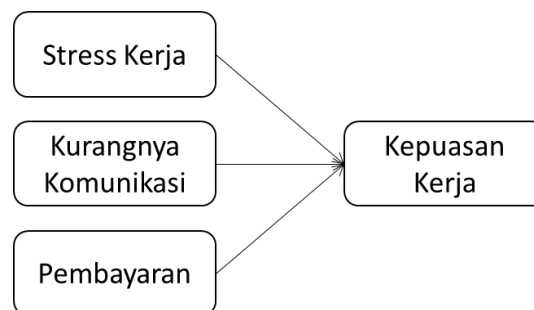 Stress Kerja
Kurangnya
Komunikasi
Pembayaran
Kepuasan
Kerja